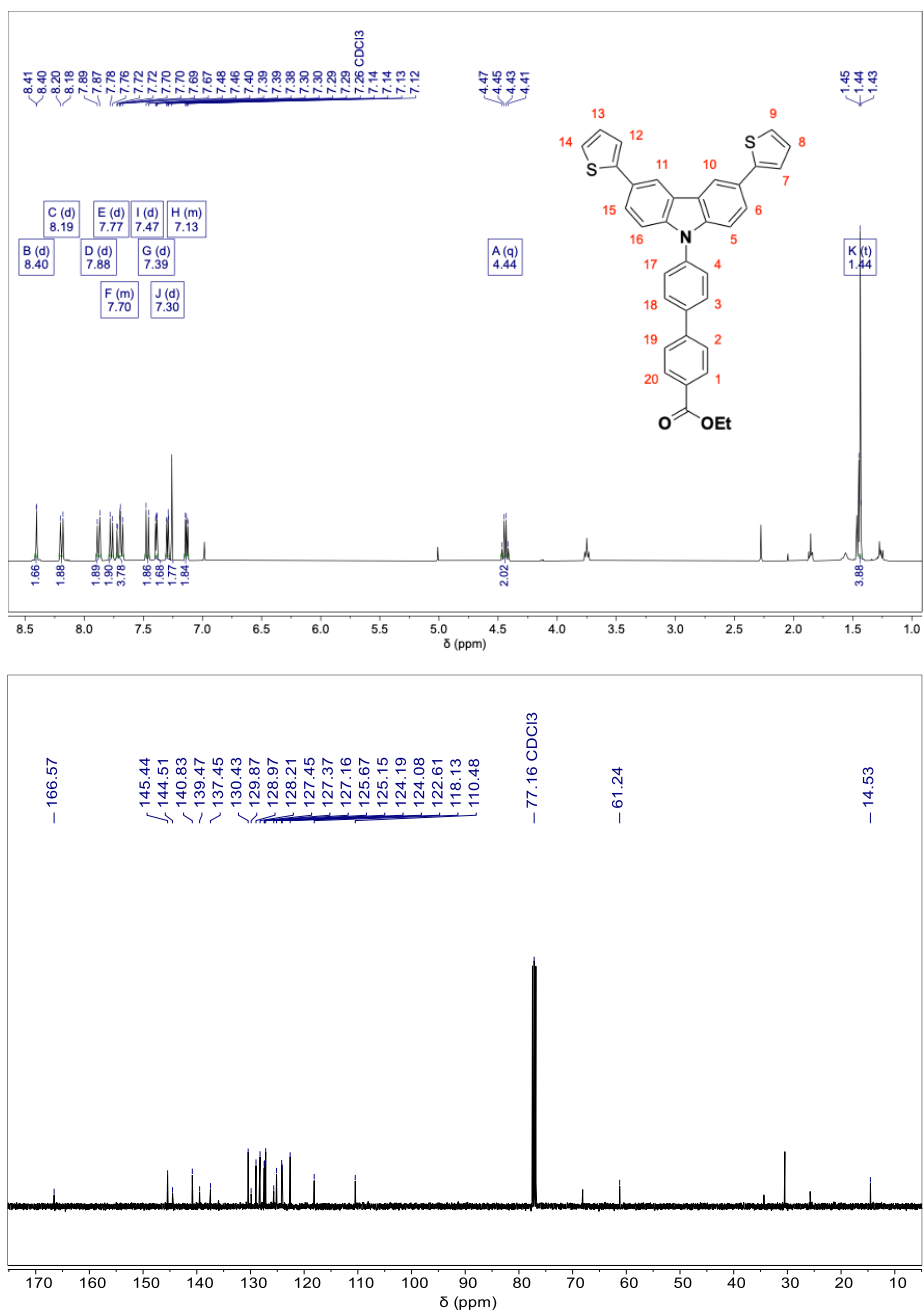 8.41 8.40 8.20 8.18 7.89 7.87 7.78 7.76 7.72 7.72 7.70 7.70 7.69 7.67 7.48 7.46 7.40 7.39 7.39 7.38 7.30 7.30 7.29 7.29 7.26 CDCl3 7.14 7.14 7.13 7.12
4.47 4.45 4.43 4.41
1.45 1.44 1.43
13 9
14 S 12 S 8
11 10 7
15 6
16 N 5
17 4
18 3
19 2
20 1
O OEt
C (d) 8.19
E (d) 7.77
I (d) 7.47
H (m) 7.13
B (d) 8.40
D (d) 7.88
G (d) 7.39
A (q) 4.44
K (t) 1.44
F (m) 7.70
J (d) 7.30
1.66 1.88 1.89 1.90 3.78 1.86 1.68 1.77 1.84 2.02 3.88
8.5 8.0 7.5 7.0 6.5 6.0 5.5 5.0 4.5 4.0 3.5 3.0 2.5 2.0 1.5 1.0
δ (ppm)
166.57
145.44 144.51 140.83 139.47 137.45 130.43 129.87 128.97 128.21 127.45 127.37 127.16 125.67 125.15 124.19 124.08 122.61 118.13 110.48
77.16 CDCl3
61.24
14.53
170 160 150 140 130 120 110 100 90 80 70 60 50 40 30 20 10
δ (ppm)